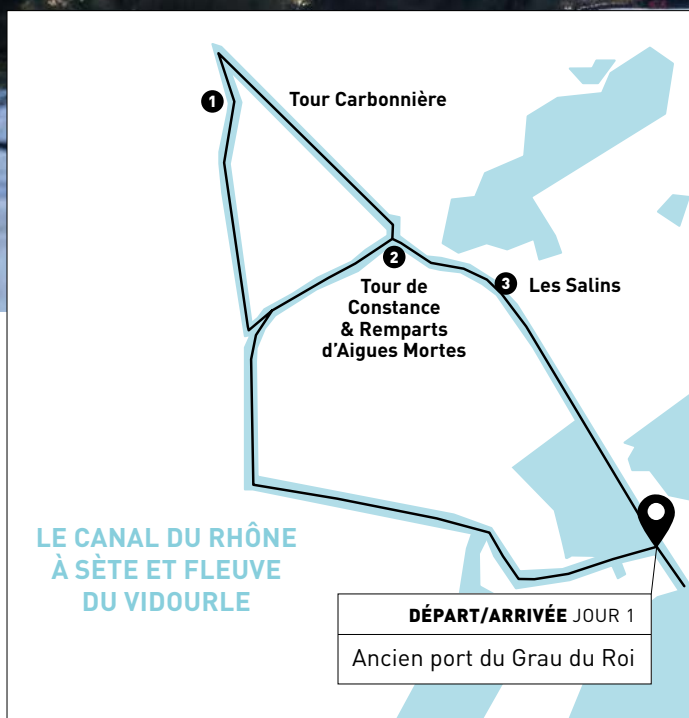 1
Tour Carbonnière
2
Tour de
Constance
& Remparts
d'Aigues Mortes
3
Les Salins
LE CANAL DU RHÔNE
À SÈTE ET FLEUVE
DU VIDOURLE
DÉPART/ARRIVÉE JOUR 1
Ancien port du Grau du Roi